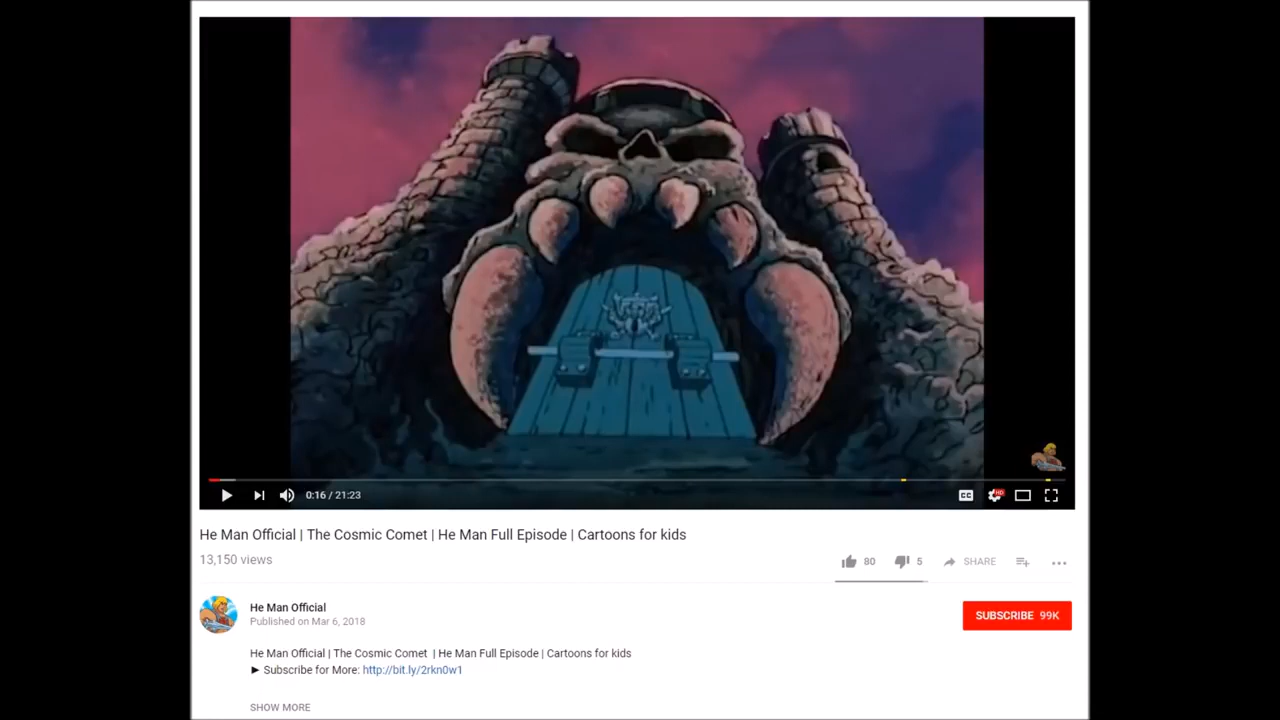 0:16 / 21:23
CC
HD
He Man Official | The Cosmic Comet | He Man Full Episode | Cartoons for kids
13,150 views
80
5
SHARE
He Man Official
Published on Mar 6, 2018
SUBSCRIBE 99K
He Man Official | The Cosmic Comet | He Man Full Episode | Cartoons for kids
► Subscribe for More: http://bit.ly/2rkn0w1
SHOW MORE